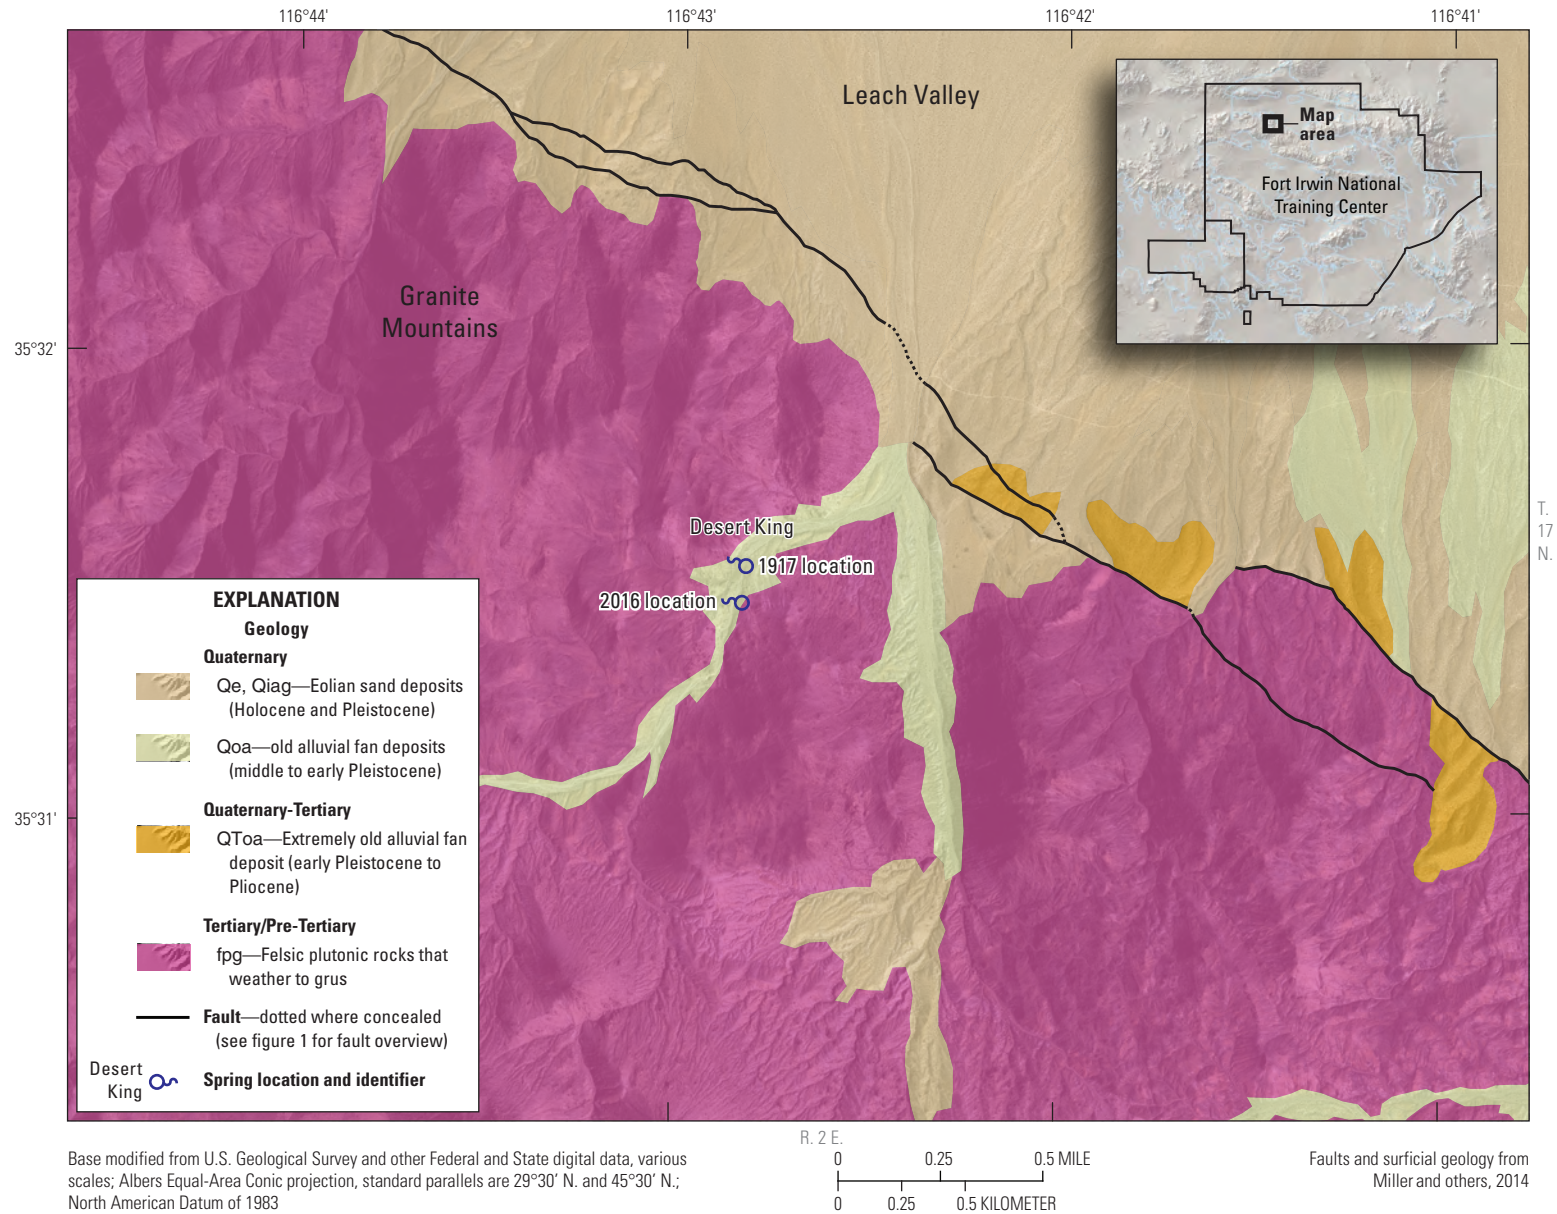 116°44'
116°43'
116°42'
116°41'
Leach Valley
Map
area
Fort Irwin National
Training Center
Granite
Mountains
35°32'
T.
17
N.
Desert King
1917 location
2016 location
EXPLANATION
Geology
Quaternary
Qe, Qiag—Eolian sand deposits
(Holocene and Pleistocene)
Qoa—old alluvial fan deposits
(middle to early Pleistocene)
Quaternary-Tertiary
QToa—Extremely old alluvial fan
deposit (early Pleistocene to
Pliocene)
Tertiary/Pre-Tertiary
fpg—Felsic plutonic rocks that
weather to grus
Fault—dotted where concealed
(see figure 1 for fault overview)
Desert
King
Spring location and identifier
35°31'
R. 2 E.
Base modified from U.S. Geological Survey and other Federal and State digital data, various
scales; Albers Equal-Area Conic projection, standard parallels are 29°30' N. and 45°30' N.;
North American Datum of 1983
0 0.25 0.5 MILE
0 0.25 0.5 KILOMETER
Faults and surficial geology from
Miller and others, 2014